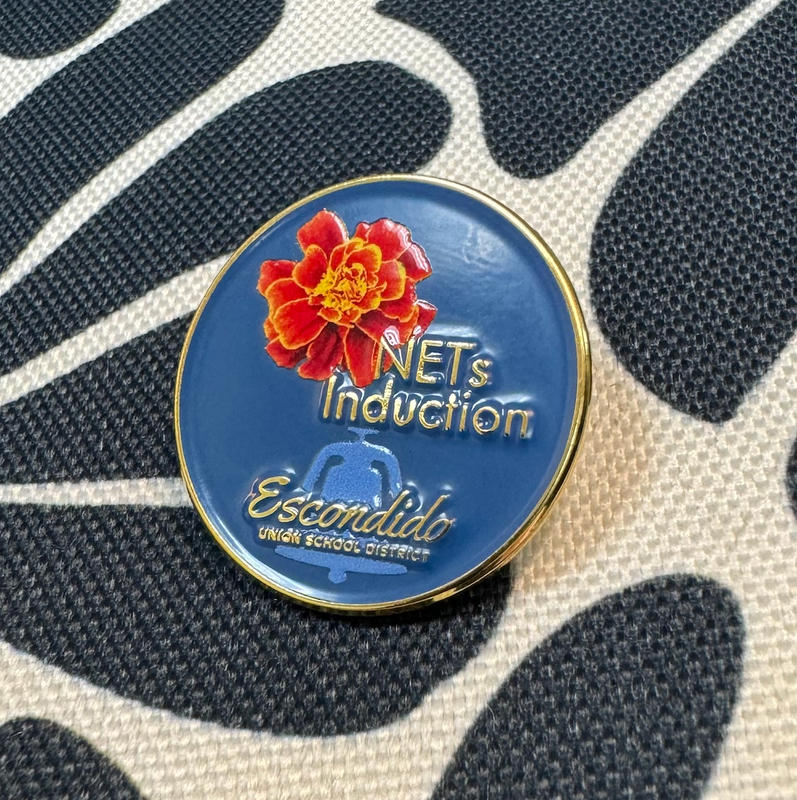 NETs
Induction
Escondido
UNION SCHOOL DISTRICT